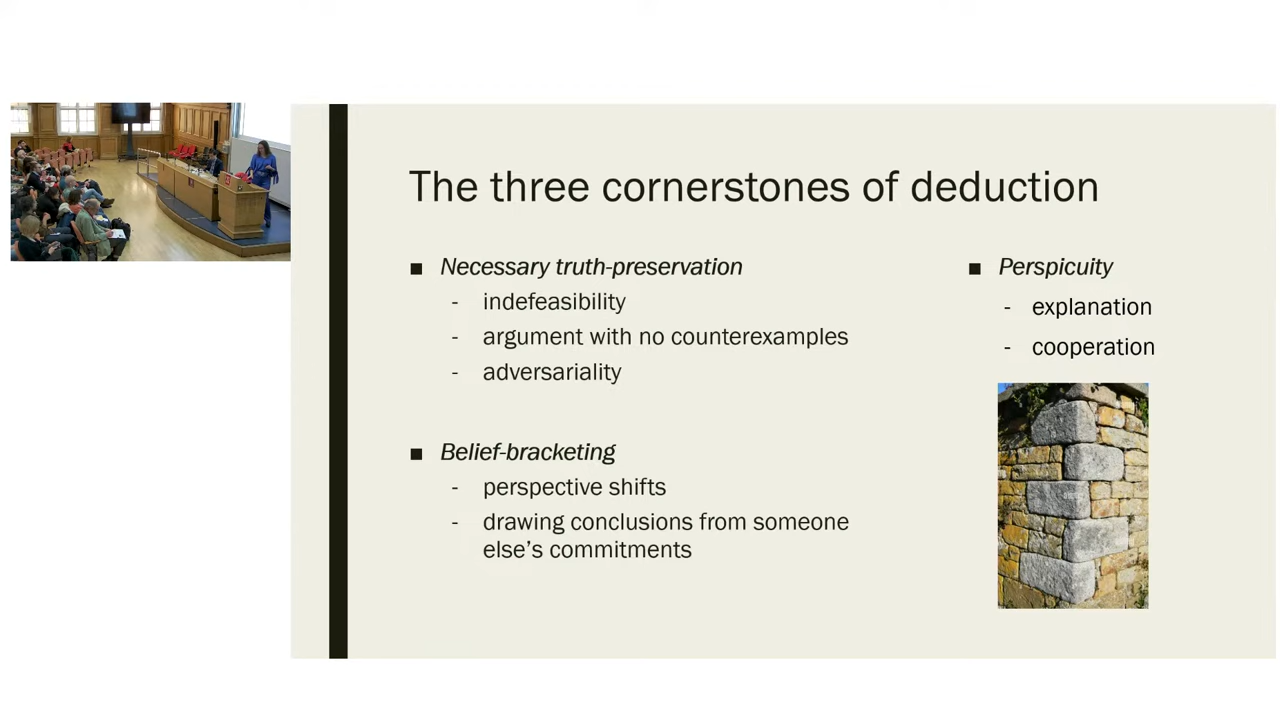 The three cornerstones of deduction
■ Necessary truth-preservation
- indefeasibility
- argument with no counterexamples
- adversariality
■ Belief-bracketing
- perspective shifts
- drawing conclusions from someone
else's commitments
■ Perspicuity
- explanation
- cooperation